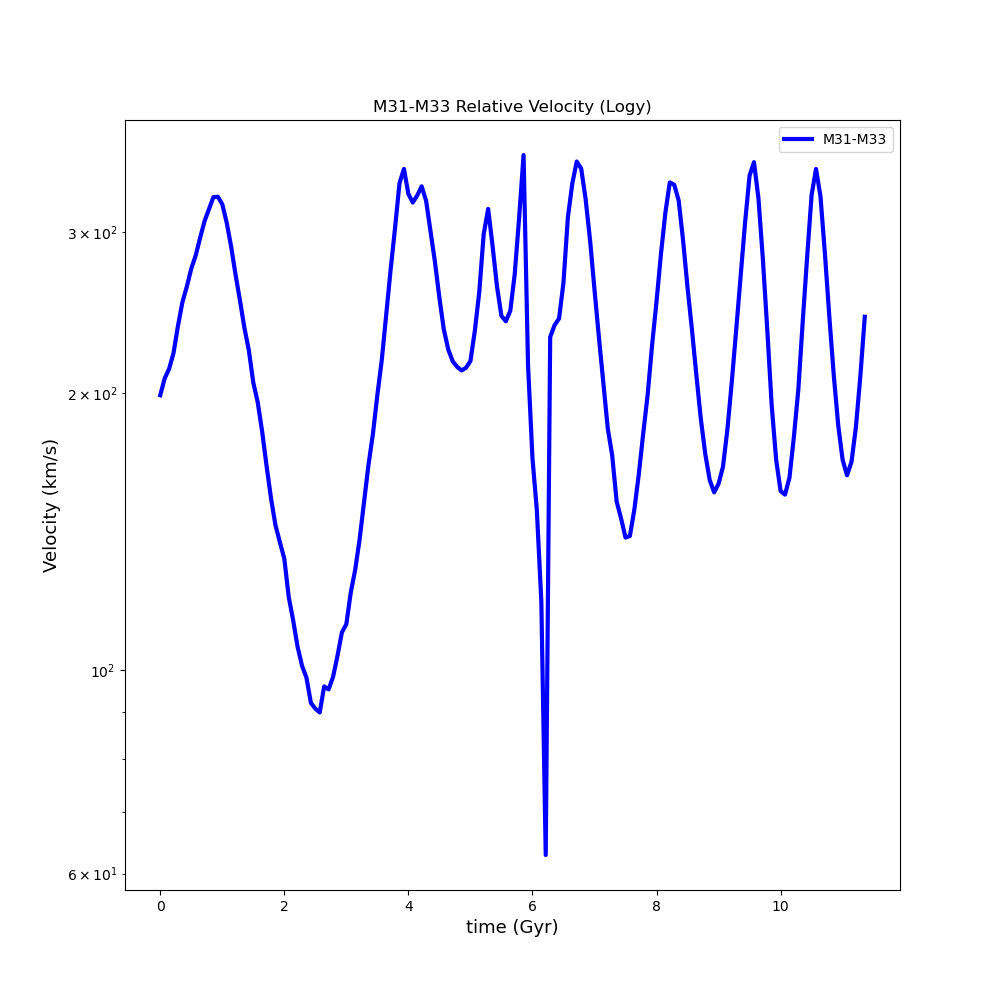 M31-M33 Relative Velocity (Logy)
M31-M33
3 × 10²
2 × 10²
10²
6 × 10¹
Velocity (km/s)
0 2 4 6 8 10
time (Gyr)